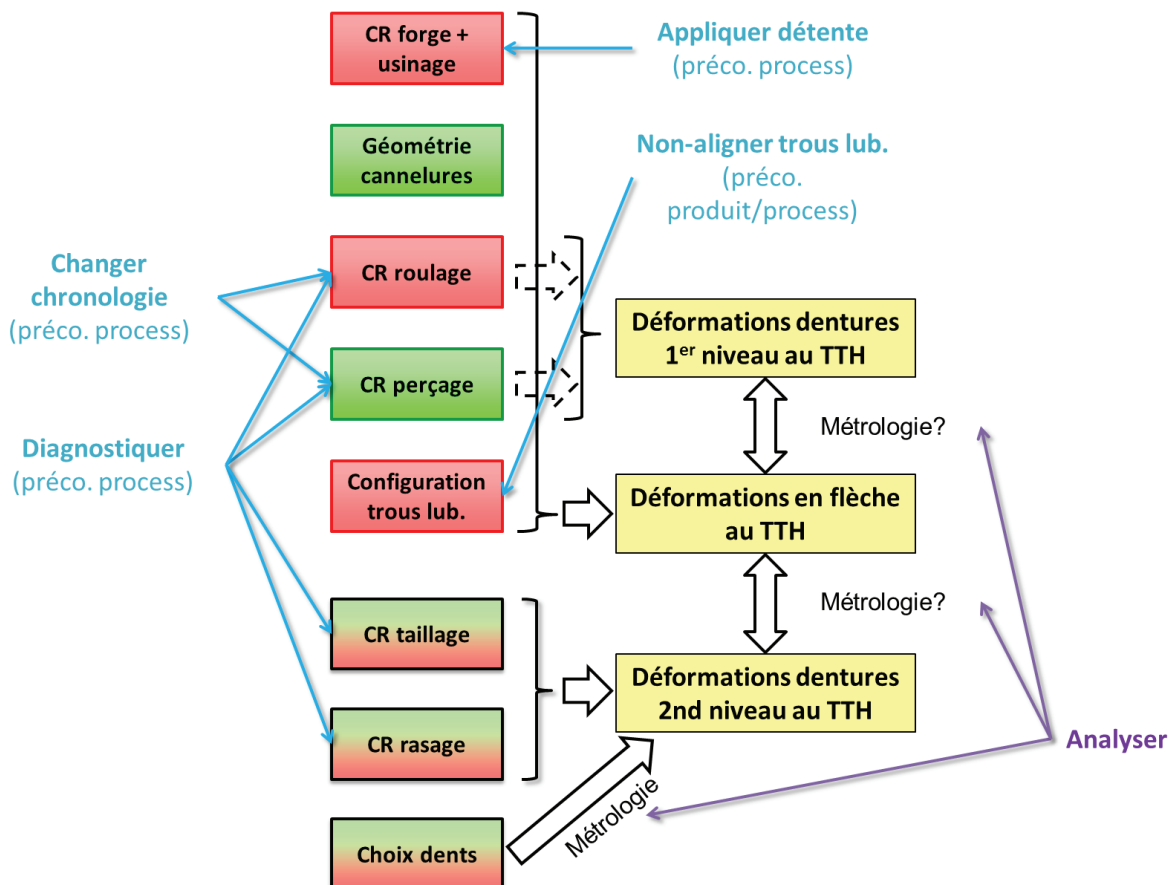 CR forge +
usinage
Appliquer détente
(préco. process)
Géométrie
cannelures
Non-aligner trous lub.
(préco.
produit/process)
Changer
chronologie
(préco. process)
CR roulage
Déformations dentures
1er niveau au TTH
CR perçage
Métrologie?
Diagnostiquer
(préco. process)
Configuration
trous lub.
Déformations en flèche
au TTH
Métrologie?
CR taillage
Déformations dentures
2nd niveau au TTH
CR rasage
Analyser
Métrologie
Choix dents